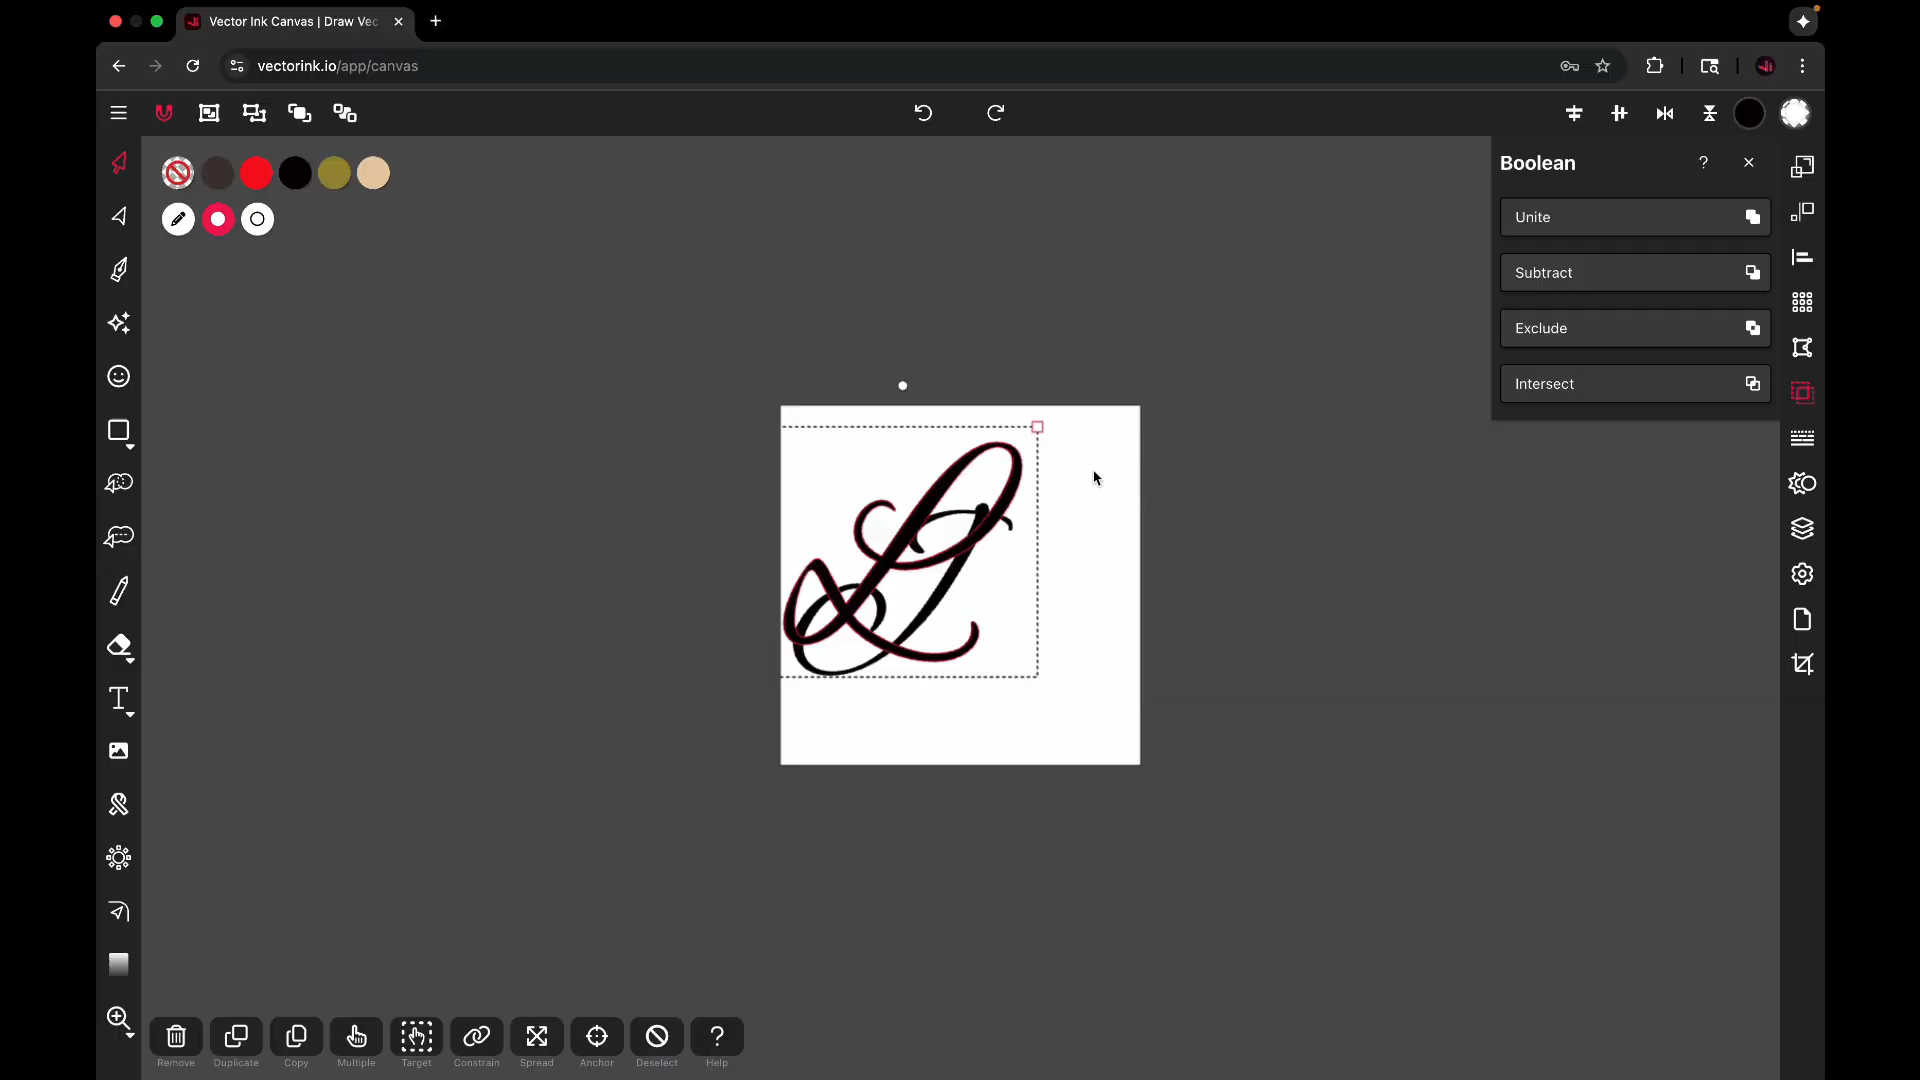 Vector Ink Canvas | Draw Vec
vectorink.io/app/canvas
Boolean ?
Unite
Subtract
Exclude
Intersect
L
T
?
Remove Duplicate Copy Multiple Target Constrain Spread Anchor Deselect Help